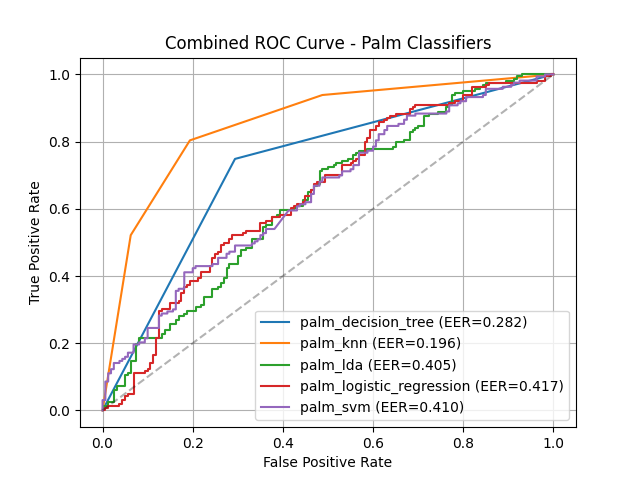 Combined ROC Curve - Palm Classifiers
True Positive Rate
1.0
0.8
0.6
0.4
0.2
0.0
palm_decision_tree (EER=0.282)
palm_knn (EER=0.196)
palm_lda (EER=0.405)
palm_logistic_regression (EER=0.417)
palm_svm (EER=0.410)
0.0 0.2 0.4 0.6 0.8 1.0
False Positive Rate